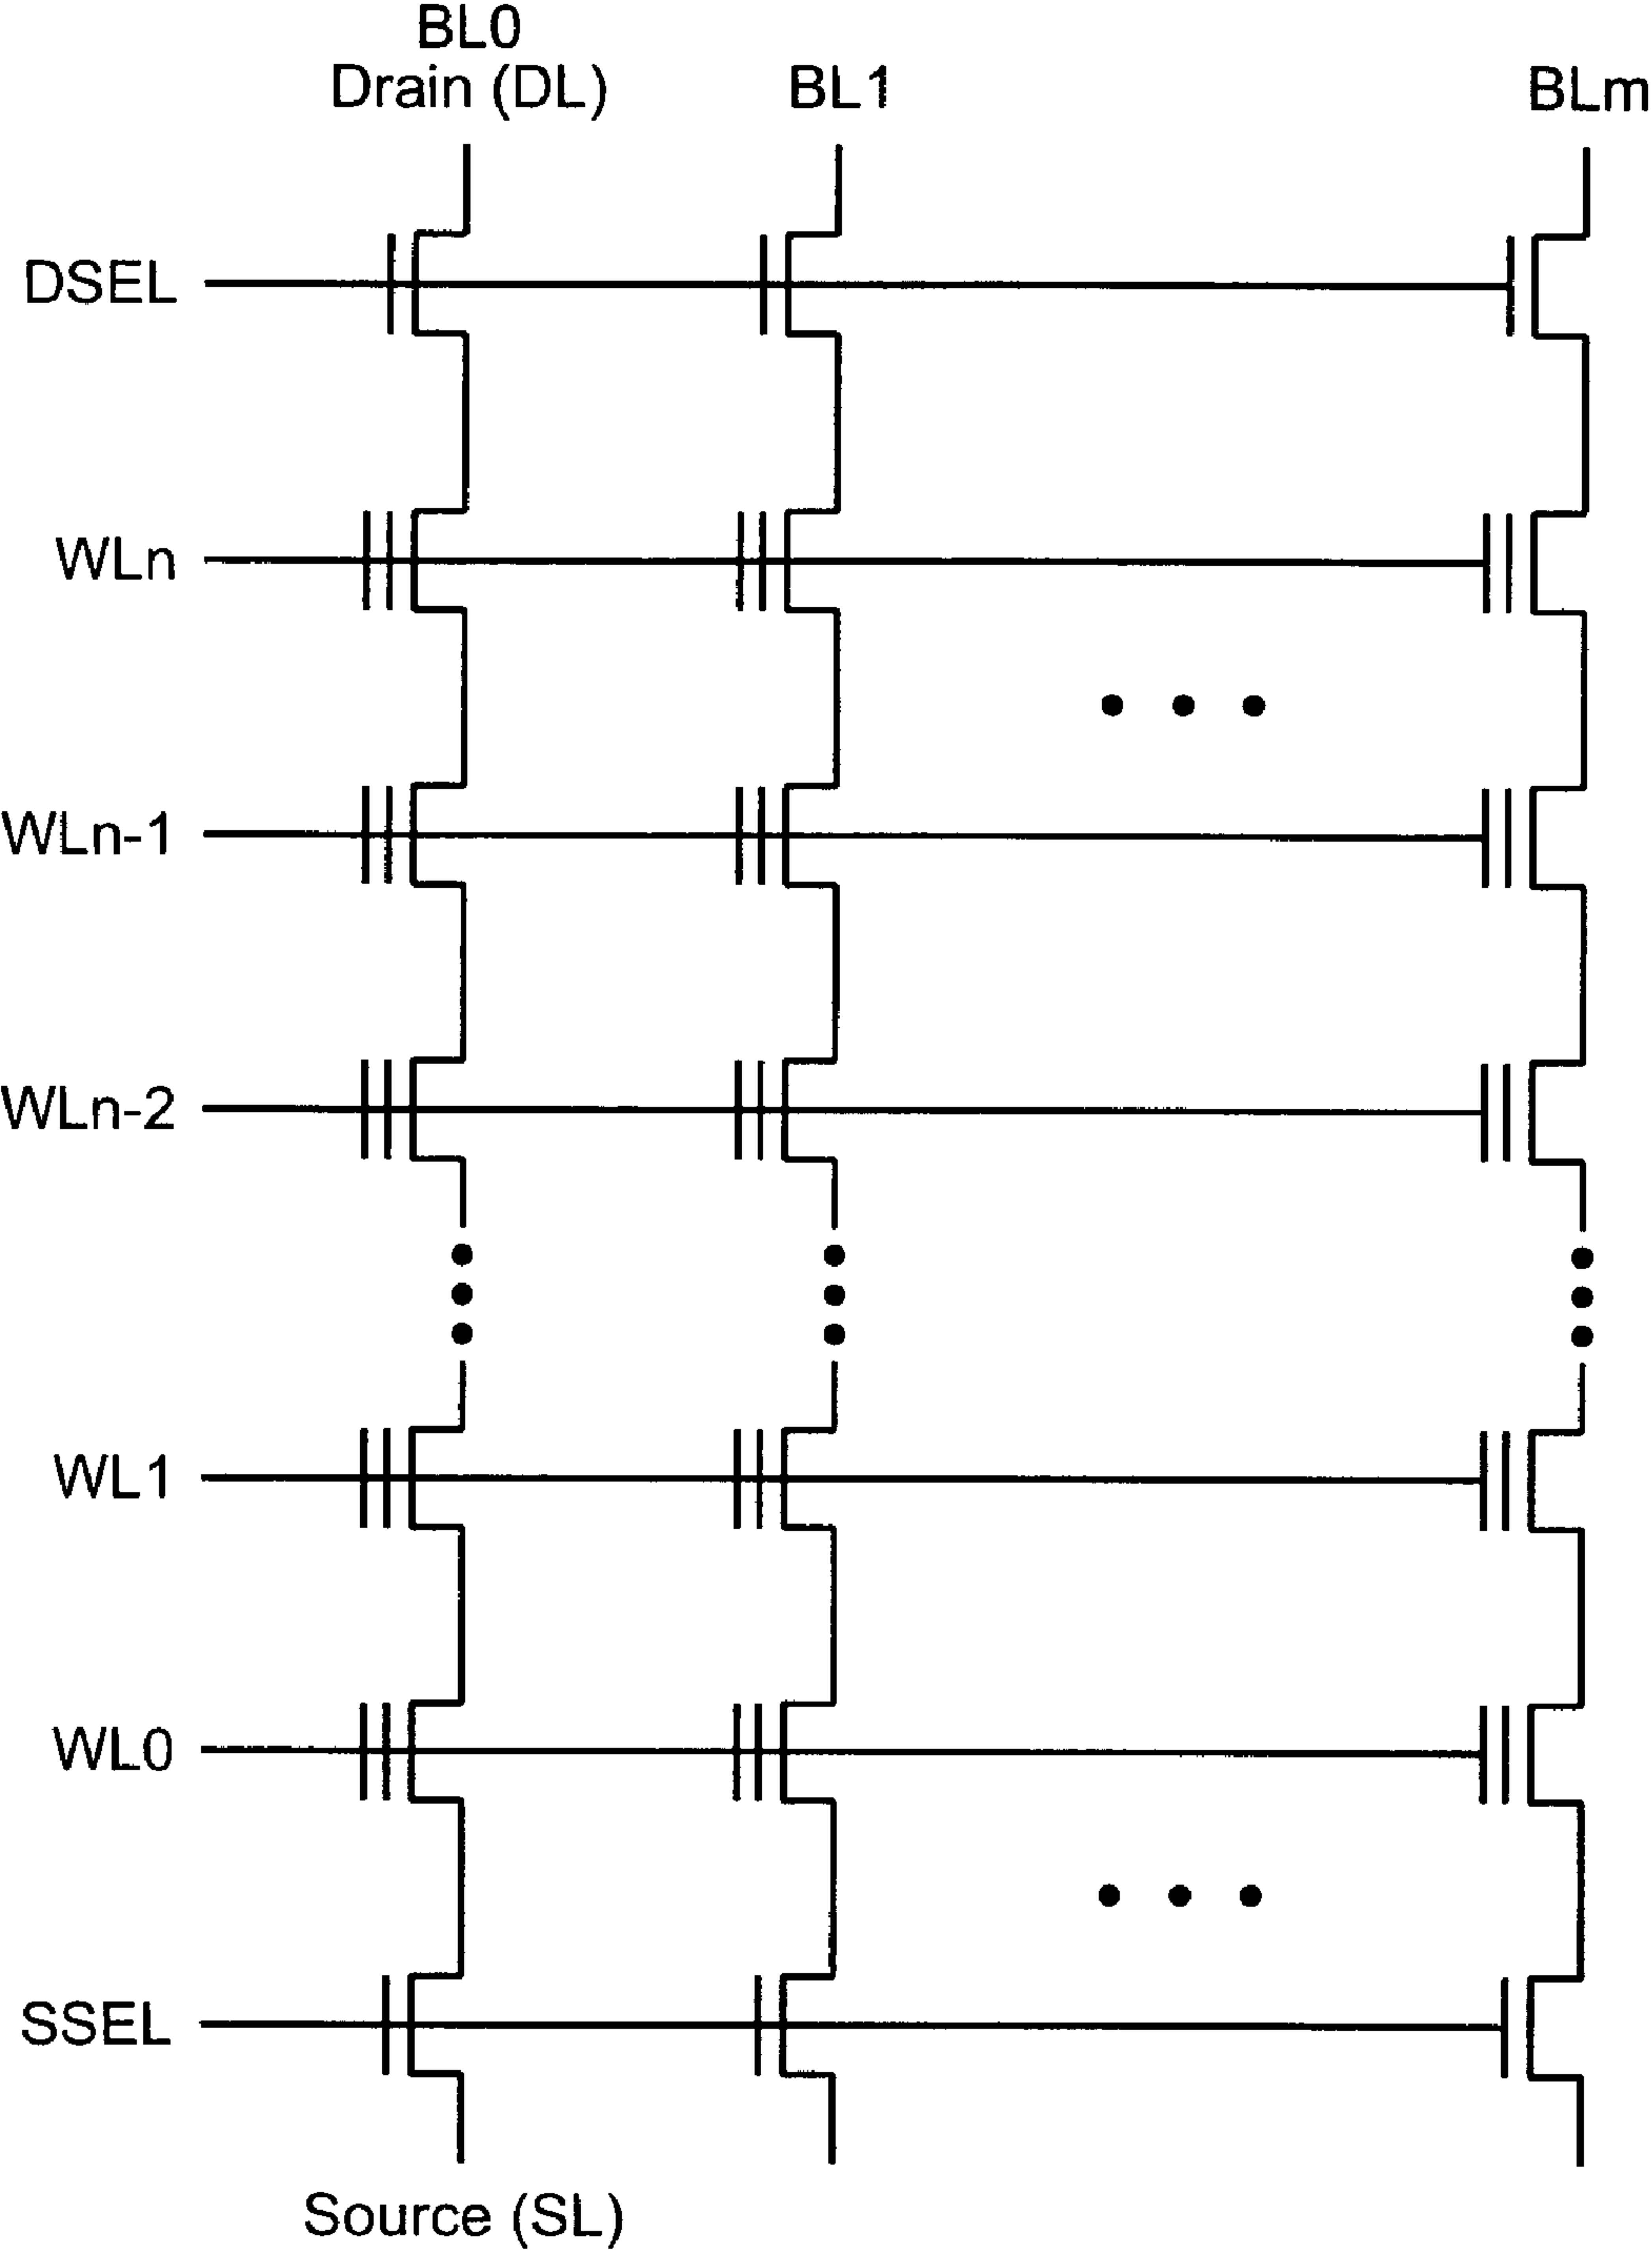 BL0
Drain (DL)
BL1
BLm
DSEL
WLn
WLn-1
WLn-2
WL1
WL0
SSEL
Source (SL)